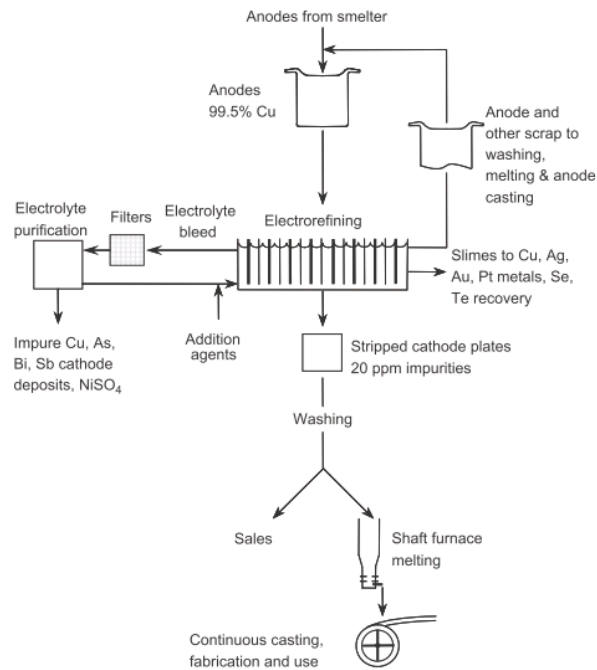 Anodes from smelter
Anodes
99.5% Cu
Anode and
other scrap to
washing,
melting & anode
casting
Electrolyte
purification
Filters
Electrolyte
bleed
Electrorefining
Slimes to Cu, Ag,
Au, Pt metals, Se,
Te recovery
Impure Cu, As,
Bi, Sb cathode
deposits, NiSO₄
Addition
agents
Stripped cathode plates
20 ppm impurities
Washing
Sales
Shaft furnace
melting
Continuous casting,
fabrication and use